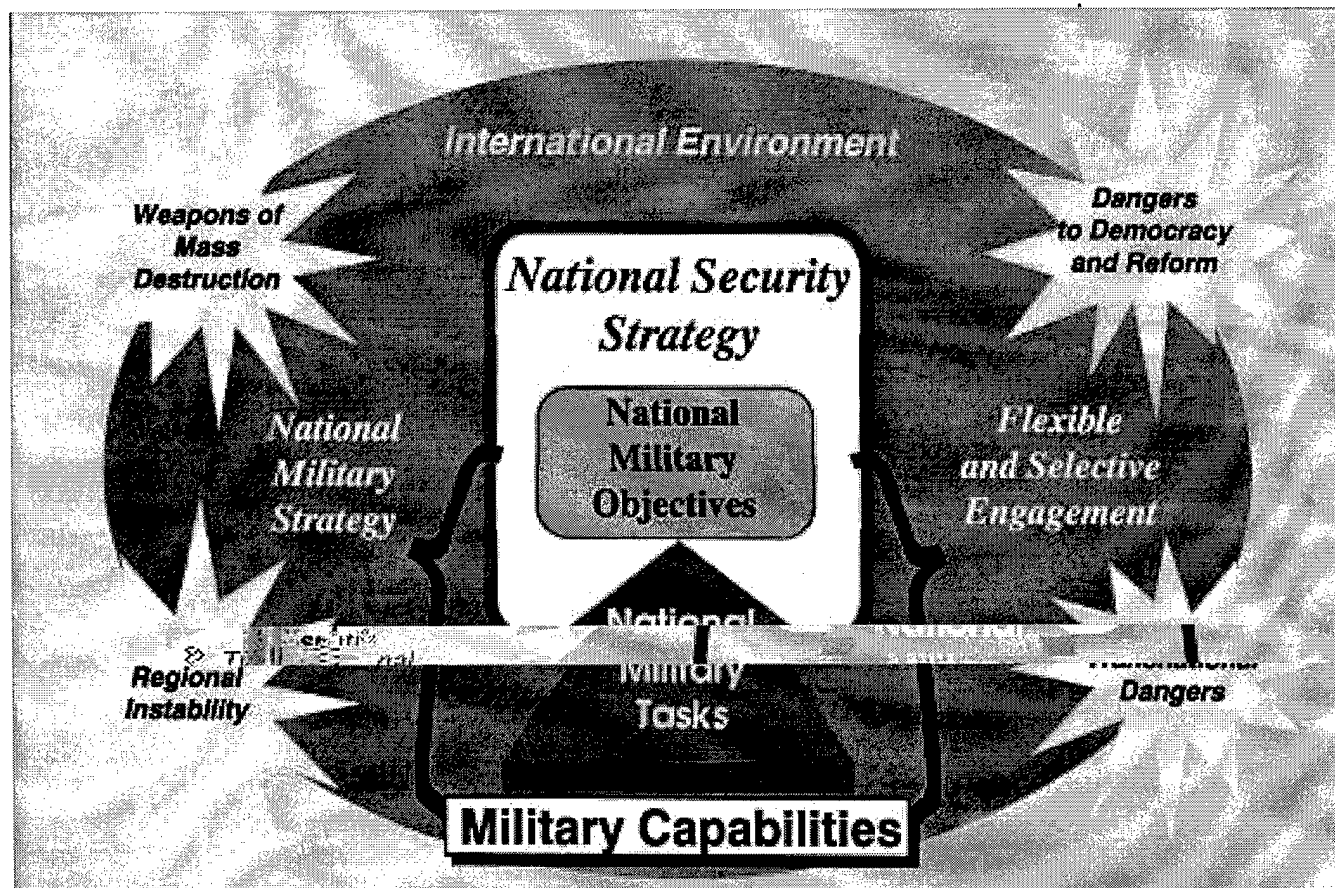 International Environment
Weapons of
Mass
Destruction
Dangers
to Democracy
and Reform
National Security
Strategy
National
Military
Objectives
National
Military
Strategy
Flexible
and Selective
Engagement
National
Military
Tasks
Regional
Instability
Dangers
Military Capabilities